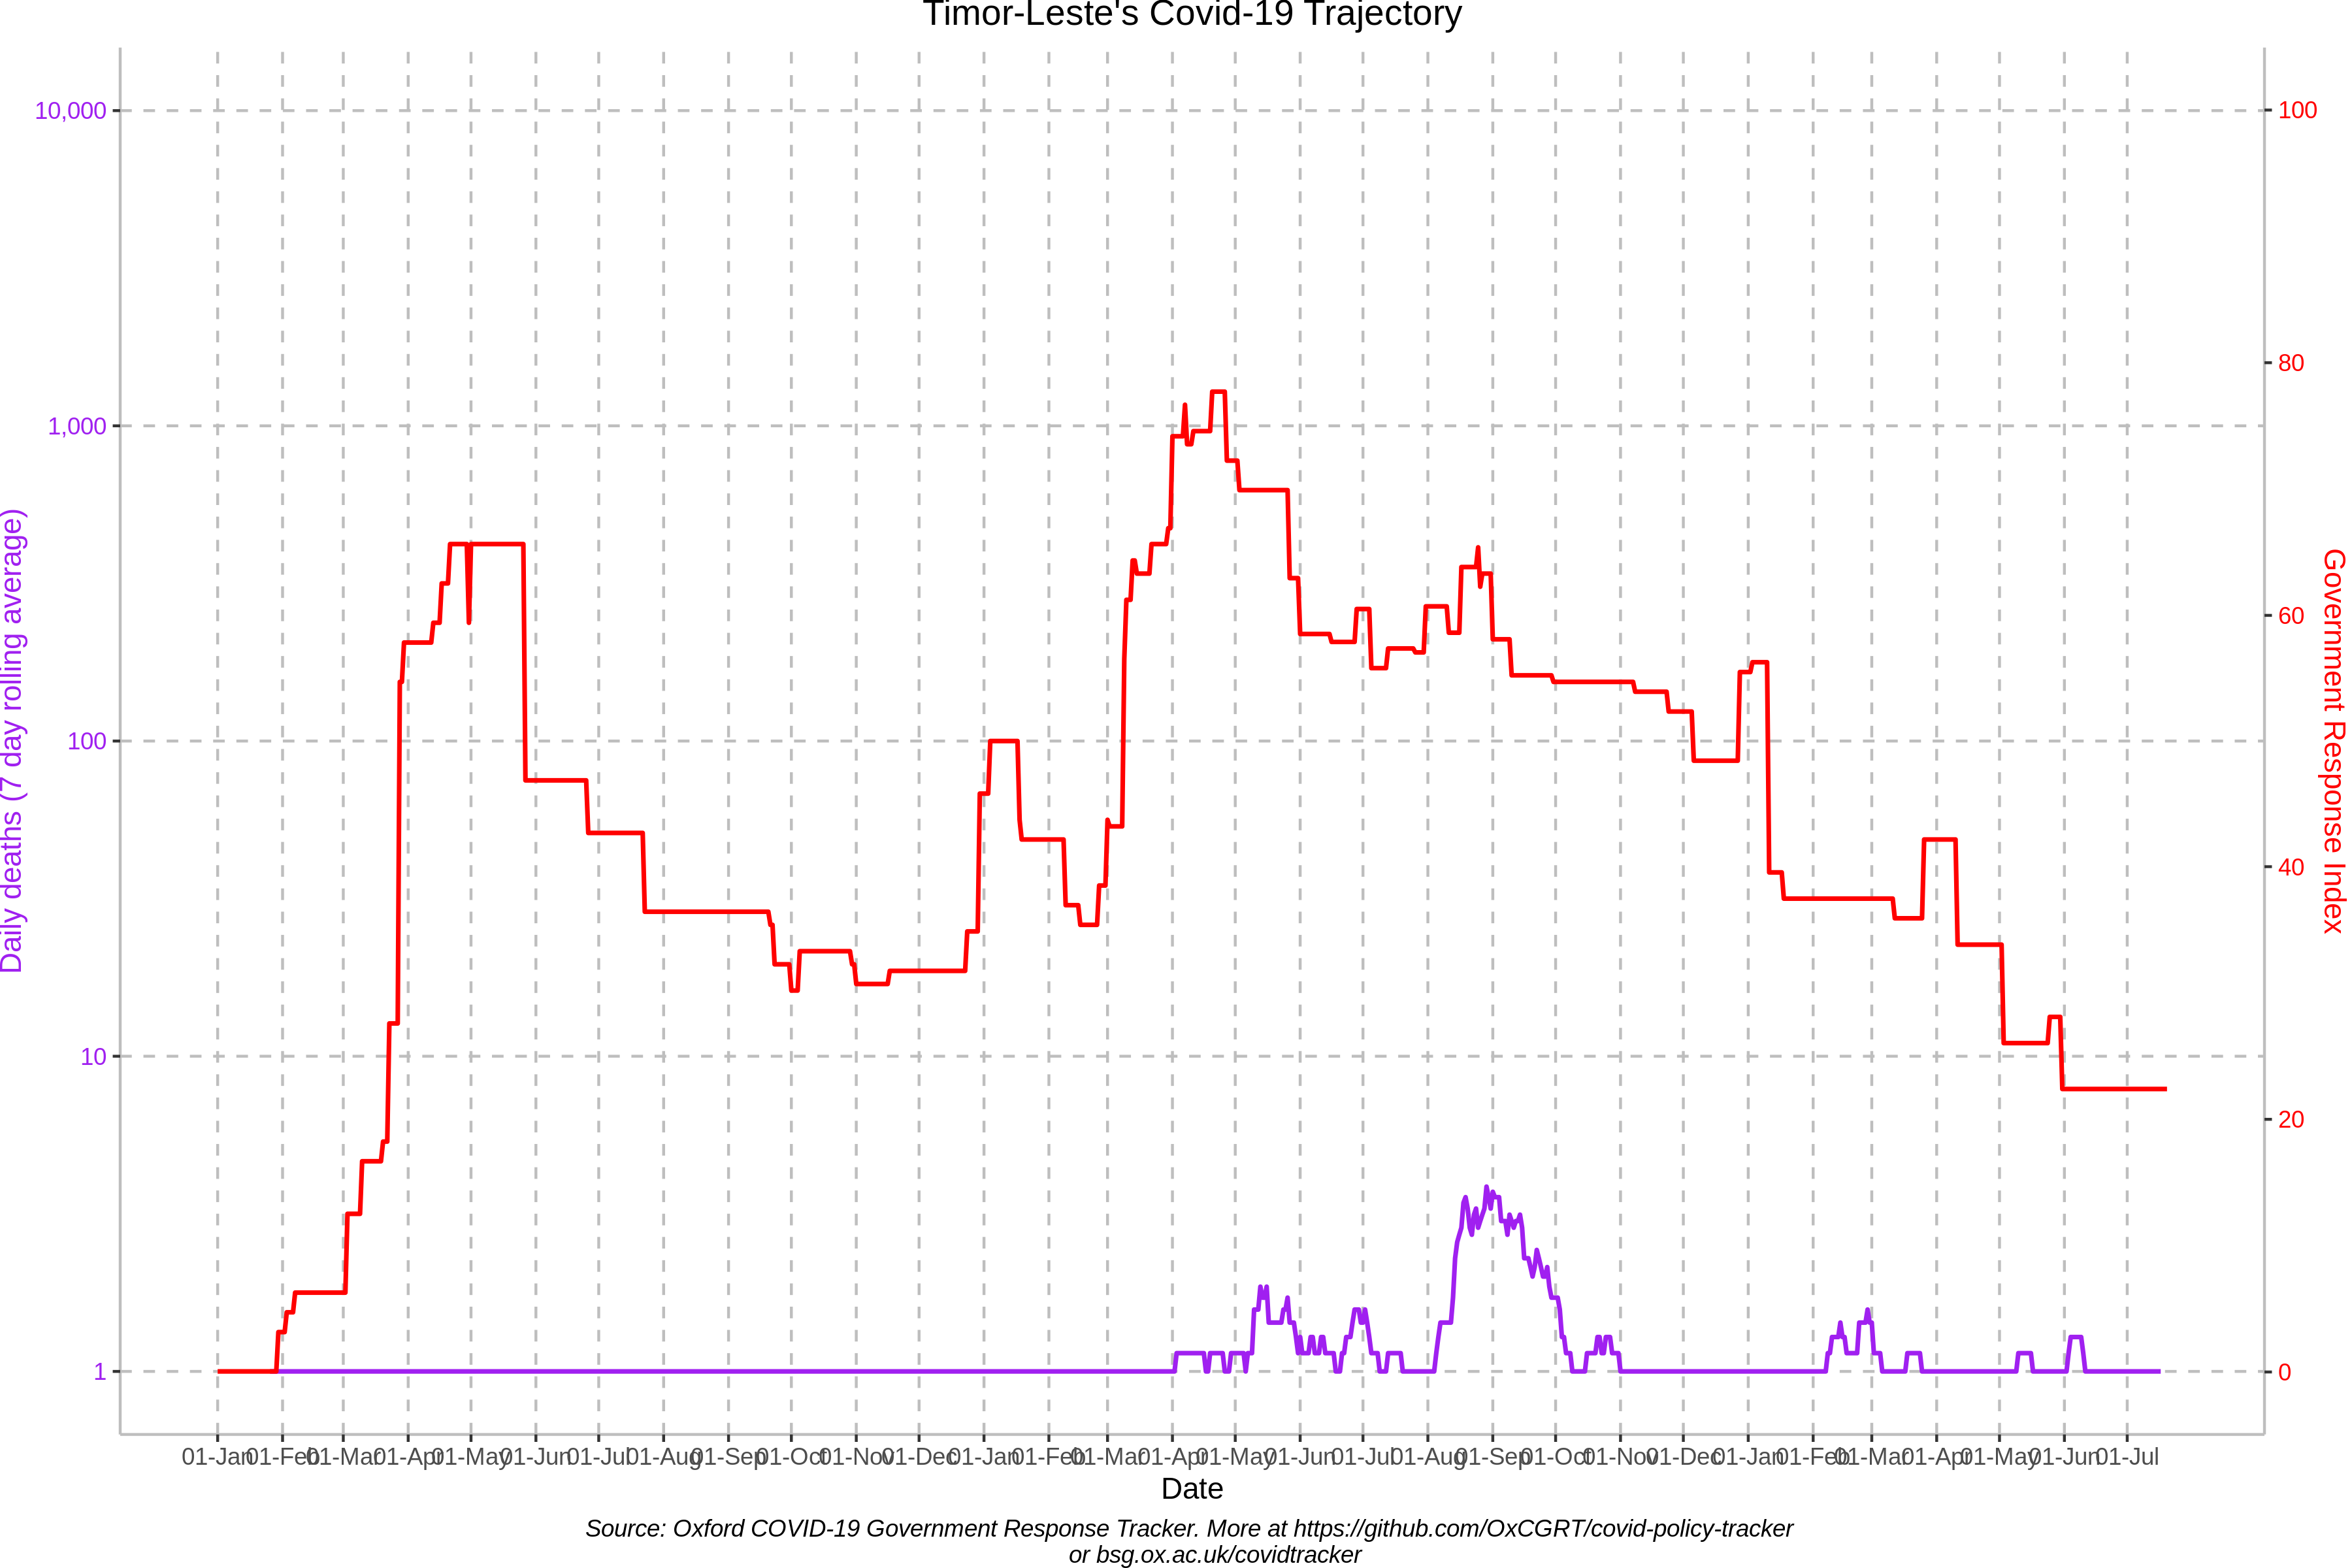 Timor-Leste's Covid-19 Trajectory
10,000
1,000
100
10
1
Daily deaths (7 day rolling average)
100
80
60
40
20
0
Government Response Index
01-Jan 01-Feb 01-Mar 01-Apr 01-May 01-Jun 01-Jul 01-Aug 01-Sep 01-Oct 01-Nov 01-Dec 01-Jan 01-Feb 01-Mar 01-Apr 01-May 01-Jun 01-Jul 01-Aug 01-Sep 01-Oct 01-Nov 01-Dec 01-Jan 01-Feb 01-Mar 01-Apr 01-May 01-Jun 01-Jul
Date
Source: Oxford COVID-19 Government Response Tracker. More at https://github.com/OxCGRT/covid-policy-tracker
or bsg.ox.ac.uk/covidtracker